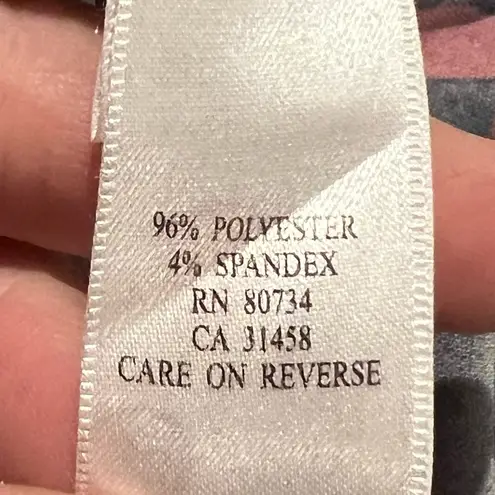 96% POLYESTER
4% SPANDEX
RN 80734
CA 31458
CARE ON REVERSE